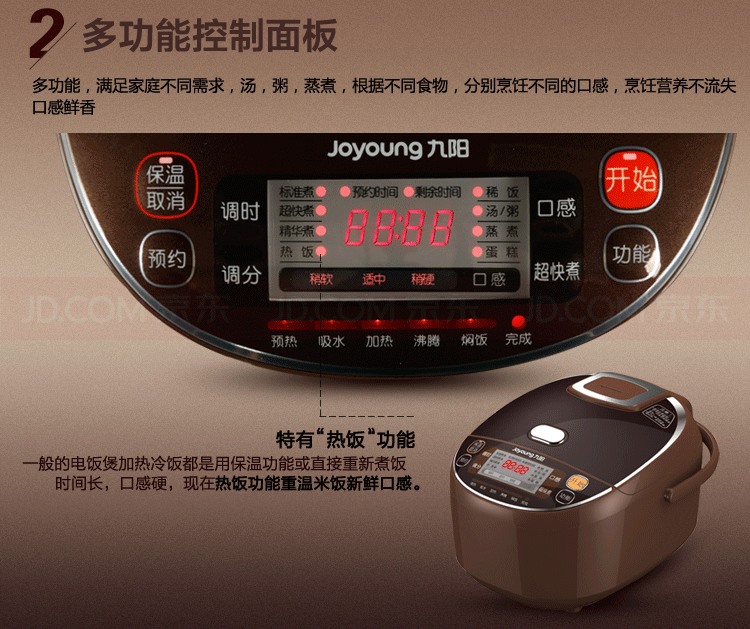 2 多功能控制面板
多功能，满足家庭不同需求，汤，粥，蒸煮，根据不同食物，分别烹饪不同的口感，烹饪营养不流失
口感鲜香
Joyoung 九阳
保温
取消
预约
调时
调分
标准煮 预约时间 剩余时间 稀 饭
超快煮 汤/粥
精华煮 蒸 煮
热 饭 蛋 糕
88:88
稍软 适中 稍硬 口感
口感
超快煮
开始
功能
JD.COM 京东 JD.COM 京东 JD.COM 京东
预热 吸水 加热 沸腾 焖饭 完成
特有“热饭”功能
一般的电饭煲加热冷饭都是用保温功能或直接重新煮饭
时间长，口感硬，现在热饭功能重温米饭新鲜口感。
Joyoung 九阳
88:88
开始
功能